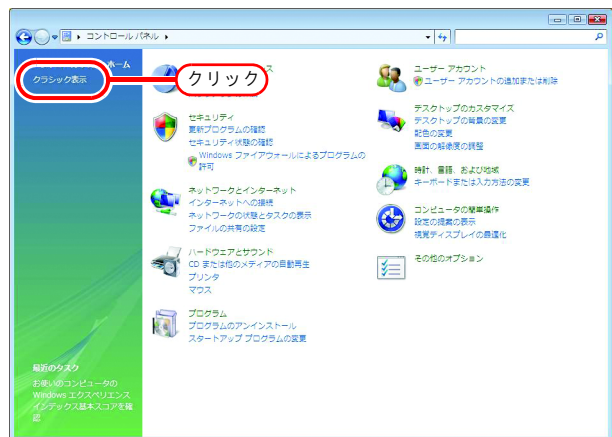 コントロール パネル
ホーム
クラシック表示
クリック
ス
セキュリティ
更新プログラムの確認
セキュリティ状態の確認
Windows ファイアウォールによるプログラムの
許可
ネットワークとインターネット
インターネットへの接続
ネットワークの状態とタスクの表示
ファイルの共有の設定
ハードウェアとサウンド
CD または他のメディアの自動再生
プリンタ
マウス
プログラム
プログラムのアンインストール
スタートアップ プログラムの変更
ユーザー アカウント
ユーザー アカウントの追加または削除
デスクトップのカスタマイズ
デスクトップの背景の変更
配色の変更
画面の解像度の調整
時計、言語、および地域
キーボードまたは入力方法の変更
コンピュータの簡単操作
設定の提案の表示
視覚ディスプレイの最適化
その他のオプション
最近のタスク
お使いのコンピュータの
Windows エクスペリエンス
インデックス基本スコアを確
認